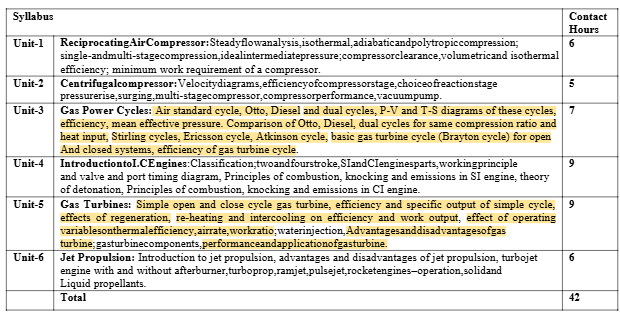 Syllabus Contact
Hours
Unit-1 ReciprocatingAirCompressor:Steadyflowanalysis,isothermal,adiabaticandpolytropiccompression; 6
single-andmulti-stagecompression,idealintermediatepressure;compressorclearance,volumetricand isothermal
efficiency; minimum work requirement of a compressor.
Unit-2 Centrifugalcompressor:Velocitydiagrams,efficiencyofcompressorstage,choiceofreactionstage 5
pressurerise,surging,multi-stagecompressor,compressorperformance,vacuumpump.
Unit-3 Gas Power Cycles: Air standard cycle, Otto, Diesel and dual cycles, P-V and T-S diagrams of these cycles, 7
efficiency, mean effective pressure. Comparison of Otto, Diesel, dual cycles for same compression ratio and
heat input, Stirling cycles, Ericsson cycle, Atkinson cycle, basic gas turbine cycle (Brayton cycle) for open
And closed systems, efficiency of gas turbine cycle.
Unit-4 IntroductiontoI.CEngines:Classification;twoandfourstroke,SIandCIengineparts,workingprinciple 9
and valve and port timing diagram, Principles of combustion, knocking and emissions in SI engine, theory
of detonation, Principles of combustion, knocking and emissions in CI engine.
Unit-5 Gas Turbines: Simple open and close cycle gas turbine, efficiency and specific output of simple cycle, 9
effects of regeneration, re-heating and intercooling on efficiency and work output, effect of operating
variablesonthermalefficiency,airrate,workratio;waterinjection,Advantagesanddisadvantagesofgas
turbine;gasturbinecomponents,performanceandapplicationofgasturbine.
Unit-6 Jet Propulsion: Introduction to jet propulsion, advantages and disadvantages of jet propulsion, turbojet 6
engine with and without afterburner,turboprop,ramjet,pulsejet,rocketengines–operation,solidand
Liquid propellants.
Total 42